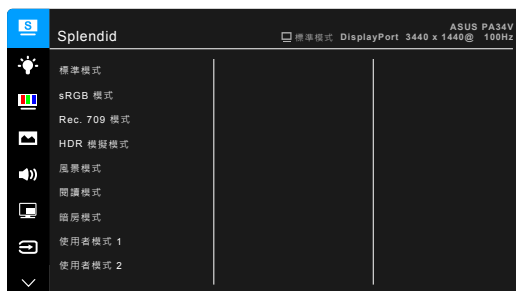 S
Splendid
ASUS PA34V
標準模式 DisplayPort 3440 x 1440@ 100Hz
標準模式
sRGB 模式
Rec. 709 模式
HDR 模擬模式
風景模式
閱讀模式
暗房模式
使用者模式 1
使用者模式 2